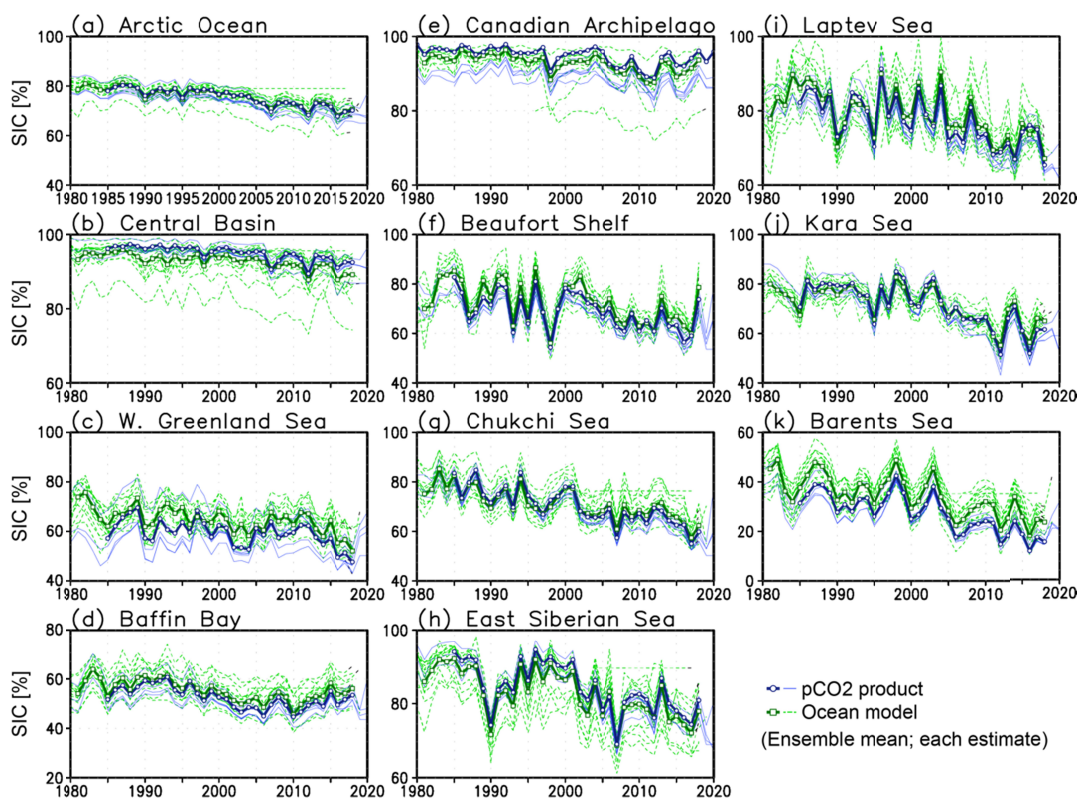 (a) Arctic Ocean
SIC [%]
100
80
60
40
1980 1985 1990 1995 2000 2005 2010 2015 2020
(b) Central Basin
SIC [%]
100
80
60
1980 1990 2000 2010 2020
(c) W. Greenland Sea
SIC [%]
100
80
60
40
1980 1990 2000 2010 2020
(d) Baffin Bay
SIC [%]
80
60
40
20
1980 1990 2000 2010 2020
(e) Canadian Archipelago
100
80
60
1980 1990 2000 2010 2020
(f) Beaufort Shelf
100
80
60
40
1980 1990 2000 2010 2020
(g) Chukchi Sea
100
80
60
40
1980 1990 2000 2010 2020
(h) East Siberian Sea
100
80
60
1980 1990 2000 2010 2020
(i) Laptev Sea
100
80
60
1980 1990 2000 2010 2020
(j) Kara Sea
100
80
60
40
1980 1990 2000 2010 2020
(k) Barents Sea
60
40
20
0
1980 1990 2000 2010 2020
pCO2 product
Ocean model
(Ensemble mean; each estimate)